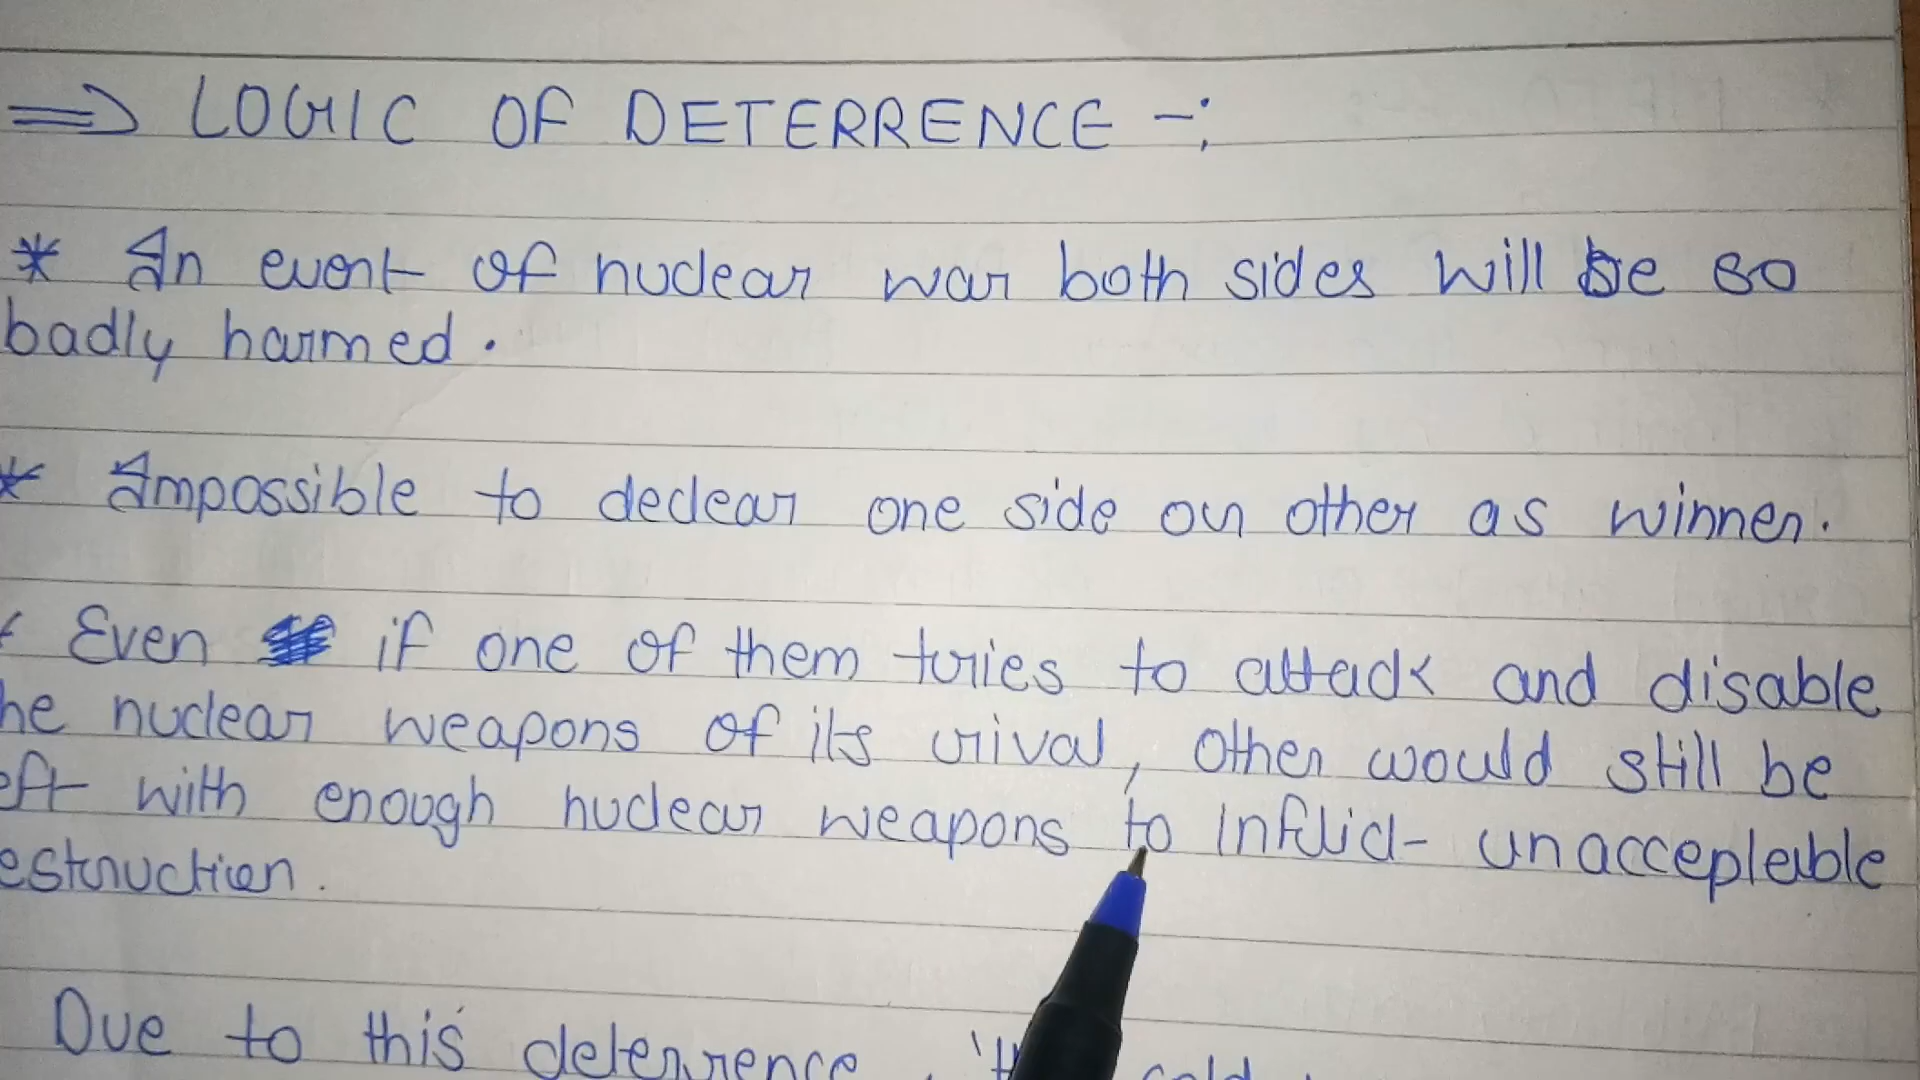 ⇒ LOGIC OF DETERRENCE -:
* In event of nuclear war both sides will be so
badly harmed.
* Impossible to declear one side or other as winner.
Even if one of them tries to attack and disable
he nuclear weapons of its rival, other would still be
eft with enough nuclear weapons to inflict unacceptable
estruction.
Due to this deterrence, cold